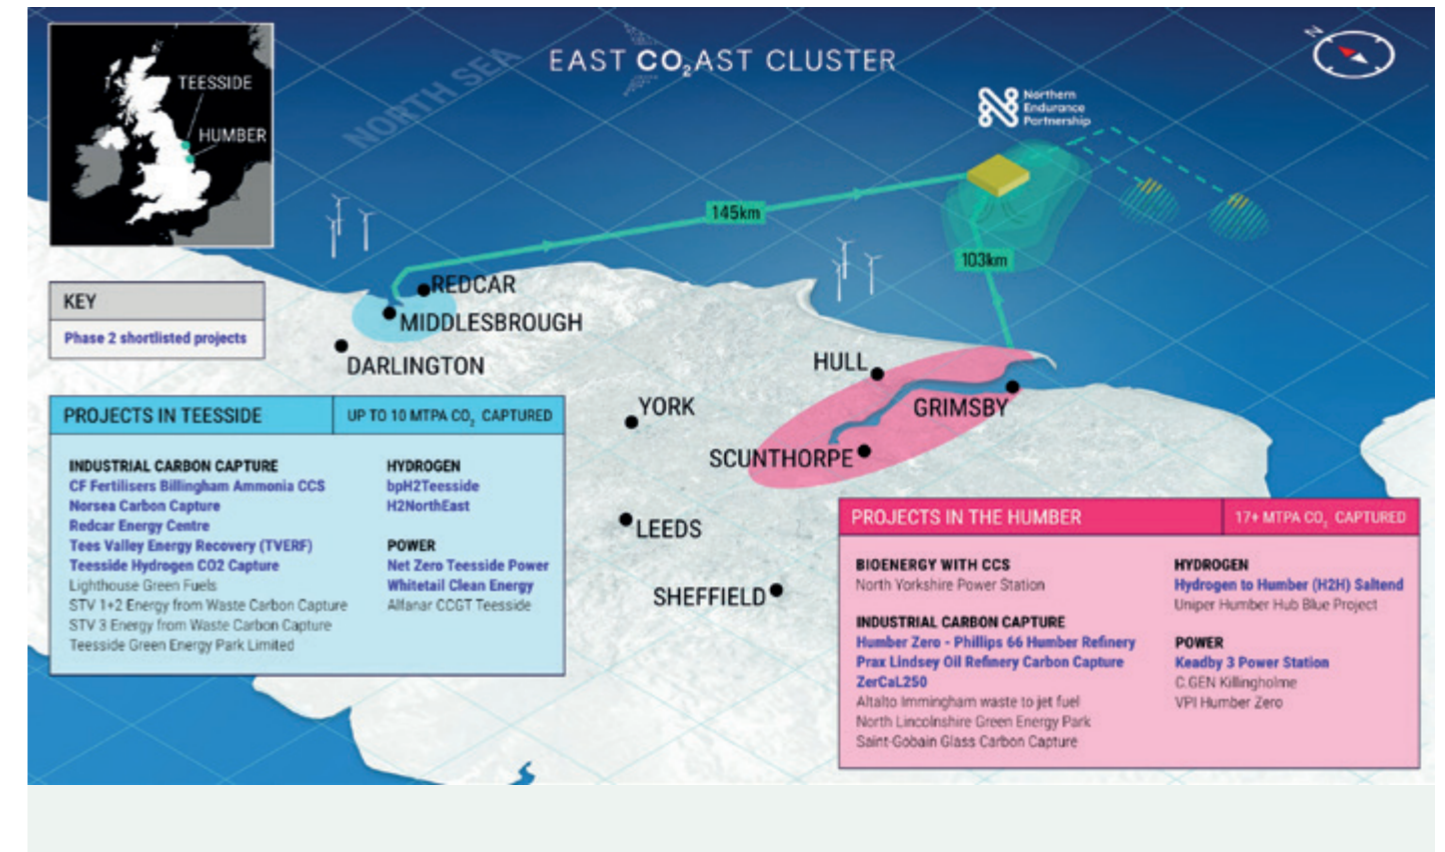 EAST CO₂AST CLUSTER
N
NORTH SEA
TEESSIDE
HUMBER
Northern
Endurance
Partnership
145km
103km
REDCAR
MIDDLESBROUGH
DARLINGTON
HULL
GRIMSBY
YORK
SCUNTHORPE
LEEDS
SHEFFIELD
KEY
Phase 2 shortlisted projects
PROJECTS IN TEESSIDE
UP TO 10 MTPA CO₂ CAPTURED
INDUSTRIAL CARBON CAPTURE
CF Fertilisers Billingham Ammonia CCS
Norsea Carbon Capture
Redcar Energy Centre
Tees Valley Energy Recovery (TVERF)
Teesside Hydrogen CO2 Capture
Lighthouse Green Fuels
STV 1+2 Energy from Waste Carbon Capture
STV 3 Energy from Waste Carbon Capture
Teesside Green Energy Park Limited
HYDROGEN
bpH2Teesside
H2NorthEast
POWER
Net Zero Teesside Power
Whitetail Clean Energy
Alfanar CCGT Teesside
PROJECTS IN THE HUMBER
17+ MTPA CO₂ CAPTURED
BIOENERGY WITH CCS
North Yorkshire Power Station
INDUSTRIAL CARBON CAPTURE
Humber Zero - Phillips 66 Humber Refinery
Prax Lindsey Oil Refinery Carbon Capture
ZerCaL250
Altalto Immingham waste to jet fuel
North Lincolnshire Green Energy Park
Saint-Gobain Glass Carbon Capture
HYDROGEN
Hydrogen to Humber (H2H) Saltend
Uniper Humber Hub Blue Project
POWER
Keadby 3 Power Station
C.GEN Killingholme
VPI Humber Zero